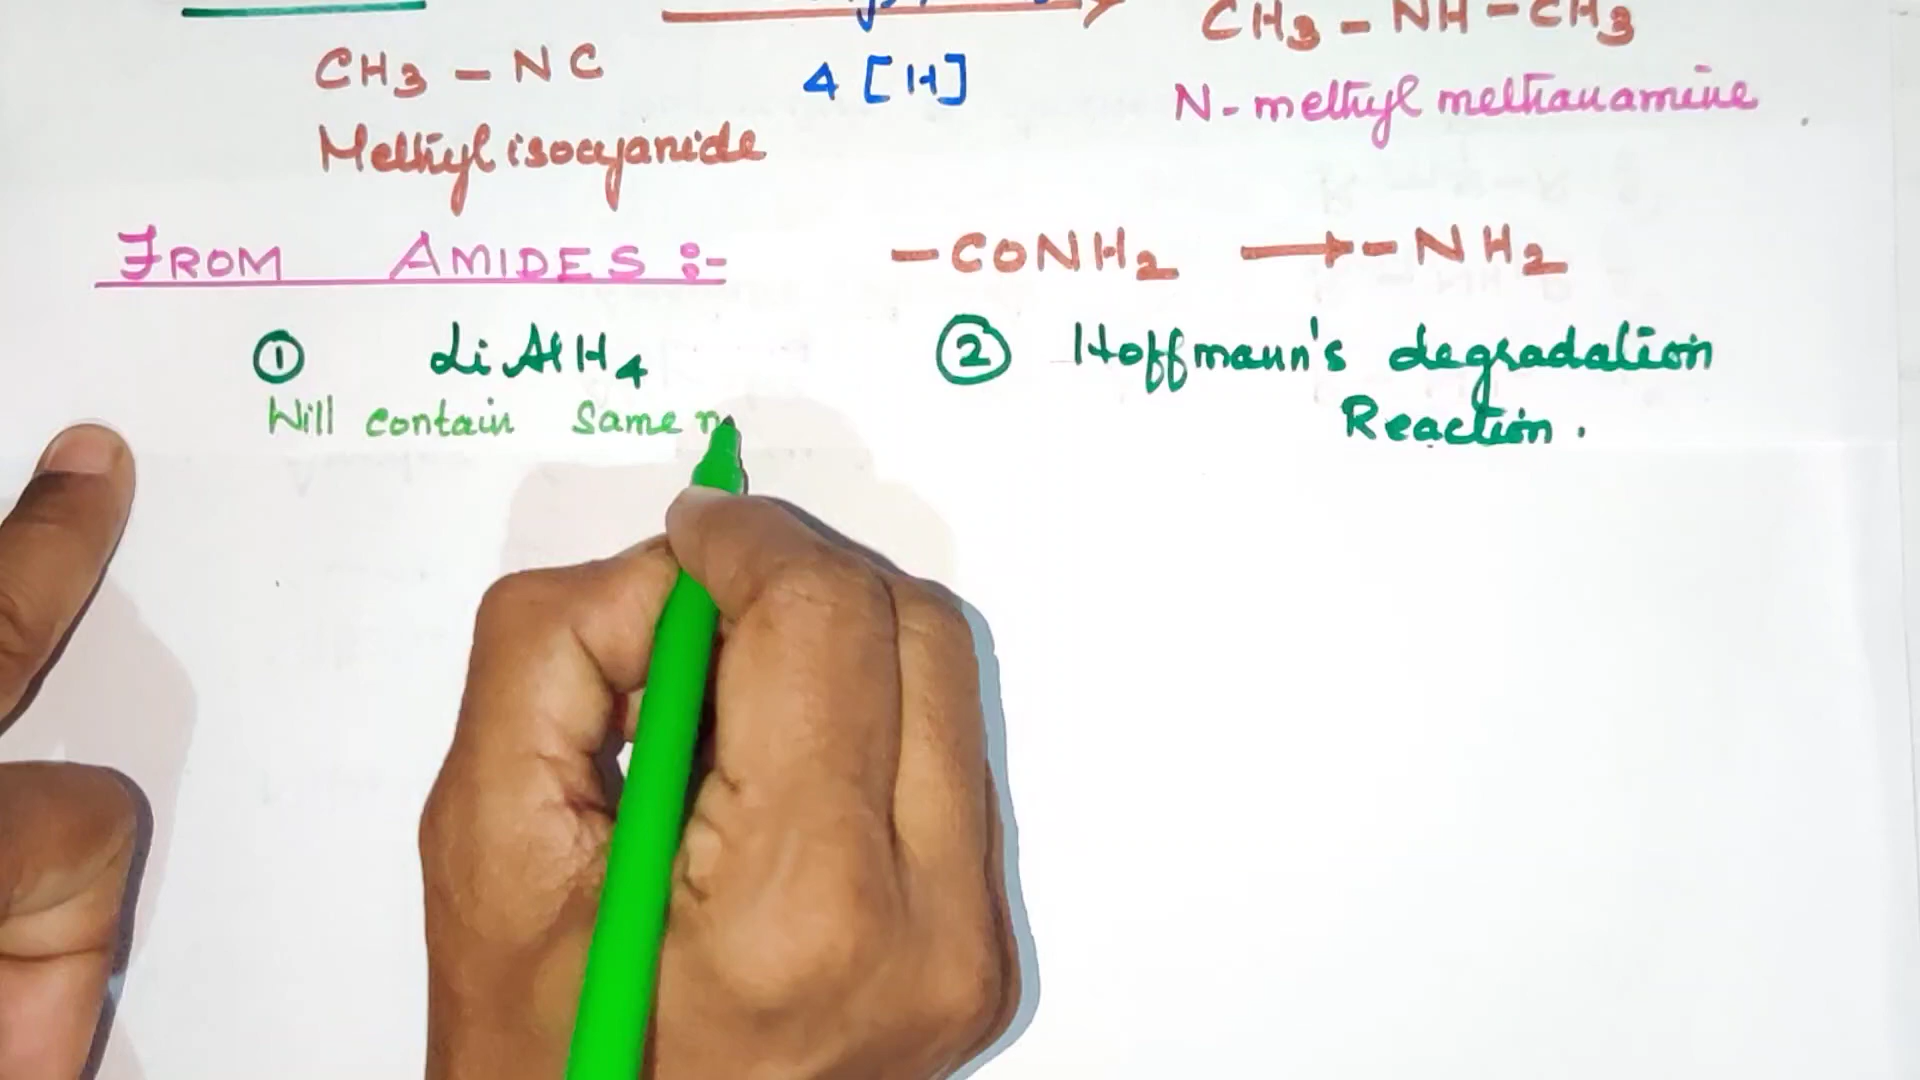 CH3 - NH - CH3
CH3 - NC
4 [H]
N-methyl methanamine
Methyl isocyanide
FROM AMIDES :-
- CONH2 → - NH2
① LiAlH4
② Hoffmann's degradation
Reaction.
Will contain same n